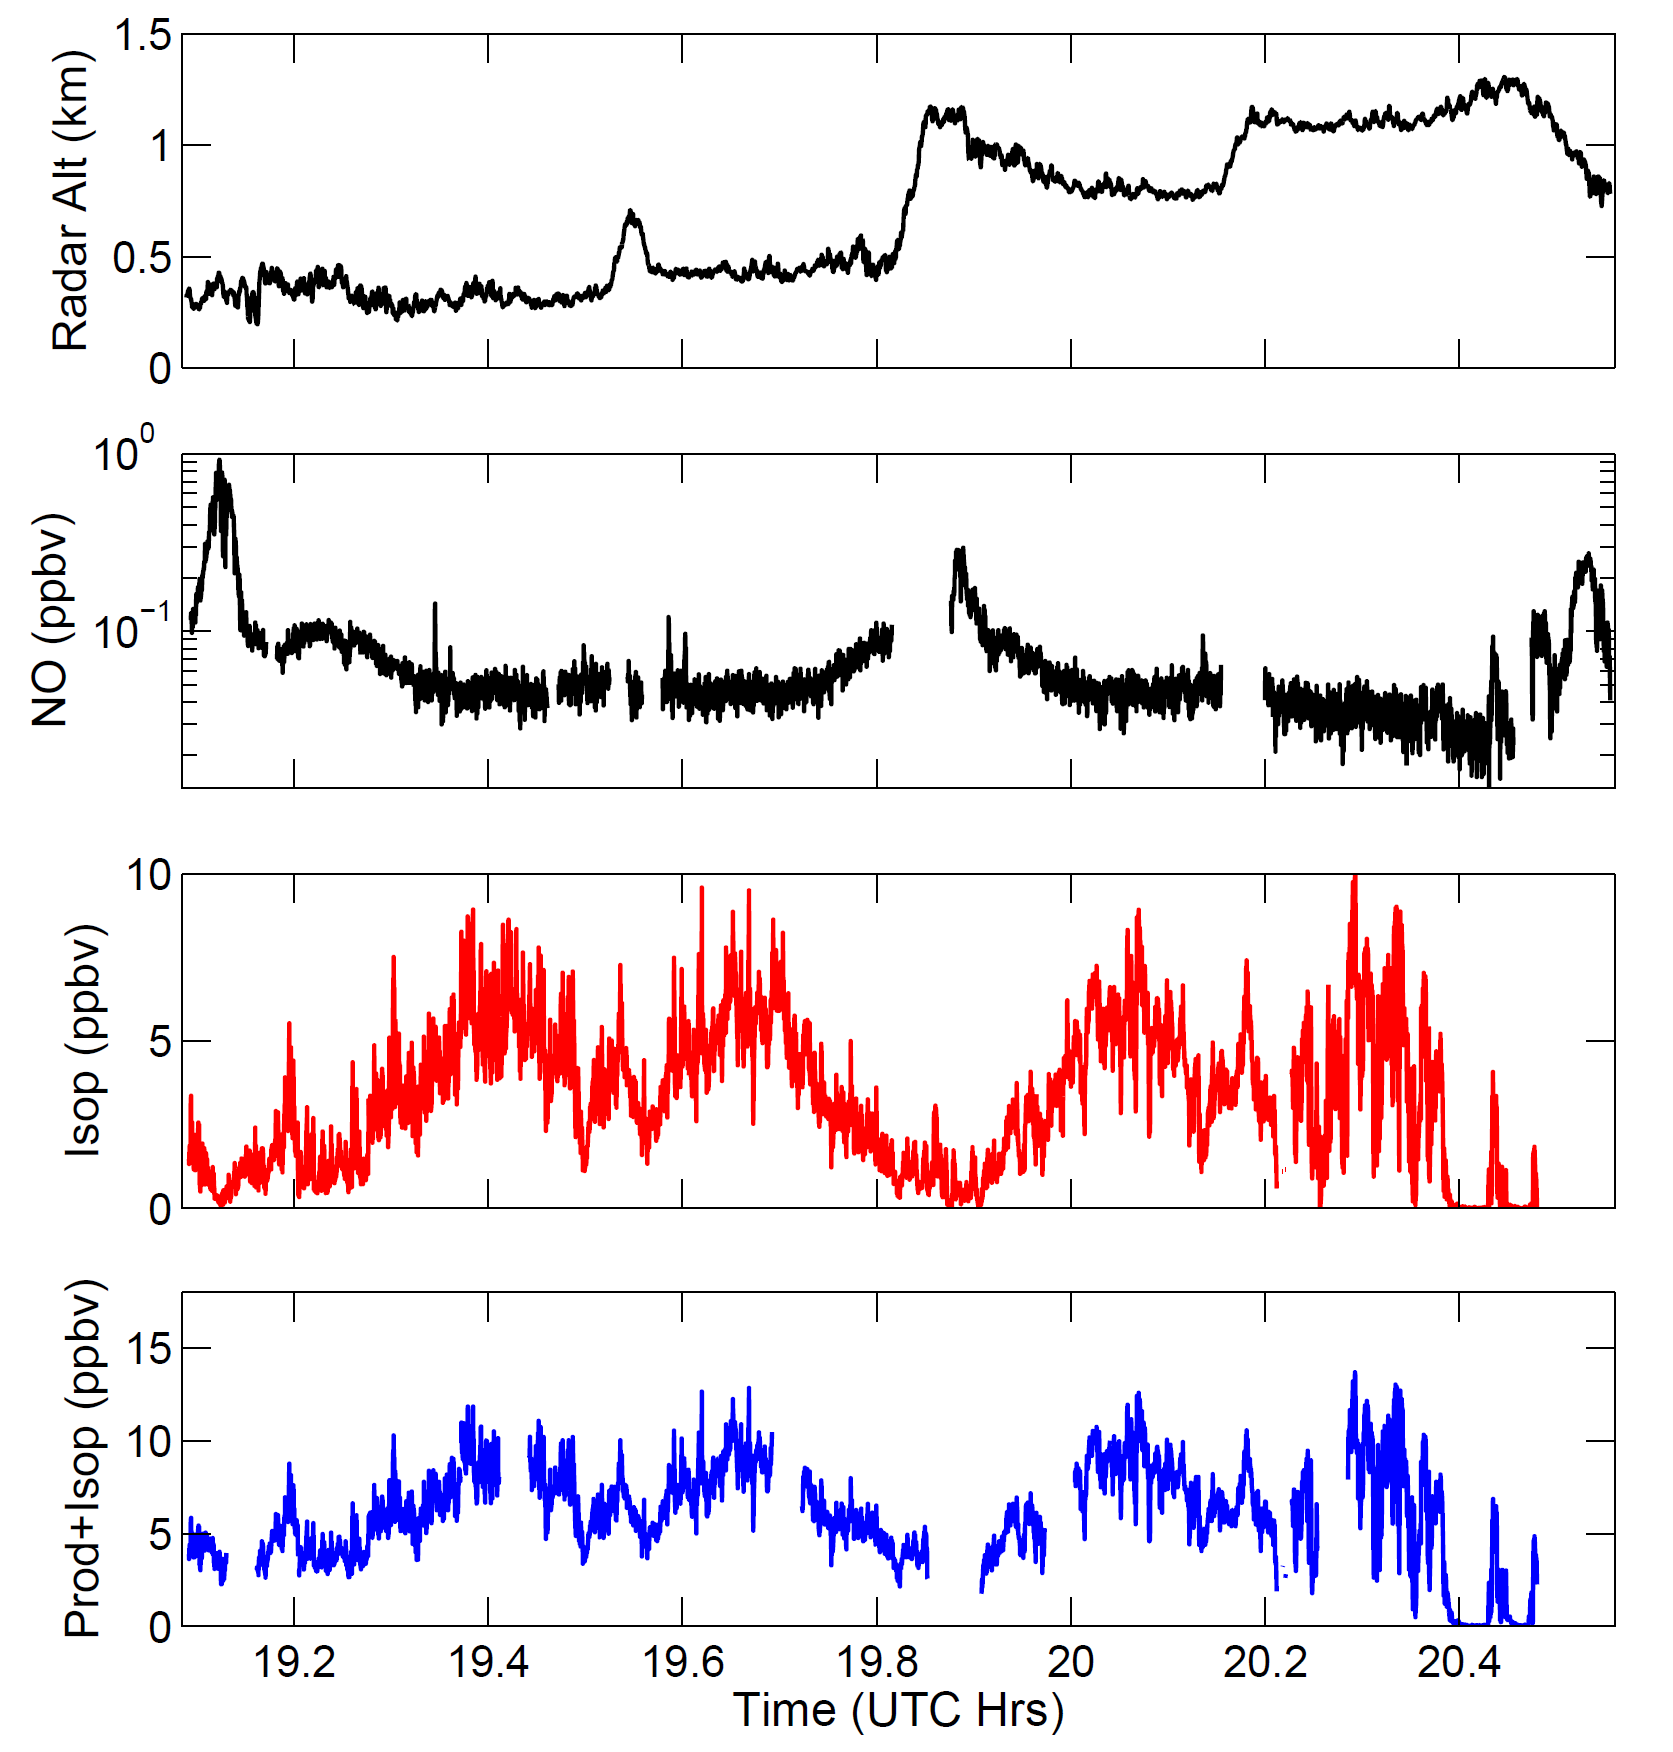 Radar Alt (km)
1.5
1
0.5
0
NO (ppbv)
10⁰
10⁻¹
Isop (ppbv)
10
5
0
Prod+Isop (ppbv)
15
10
5
0
19.2 19.4 19.6 19.8 20 20.2 20.4
Time (UTC Hrs)